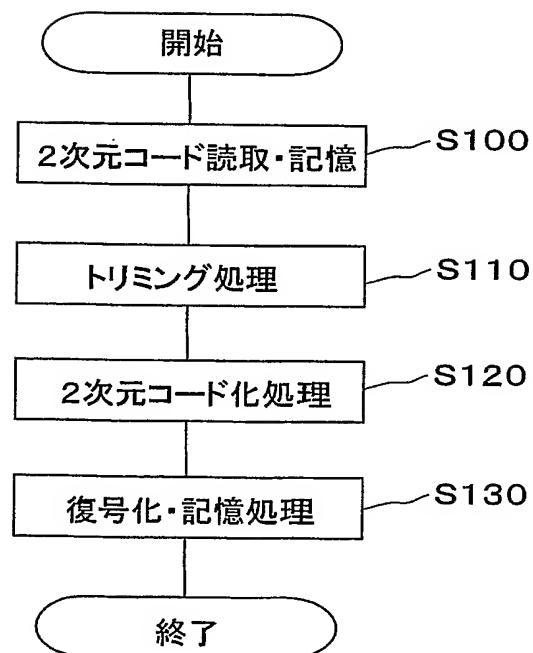 開始
2次元コード読取・記憶
S100
トリミング処理
S110
2次元コード化処理
S120
復号化・記憶処理
S130
終了